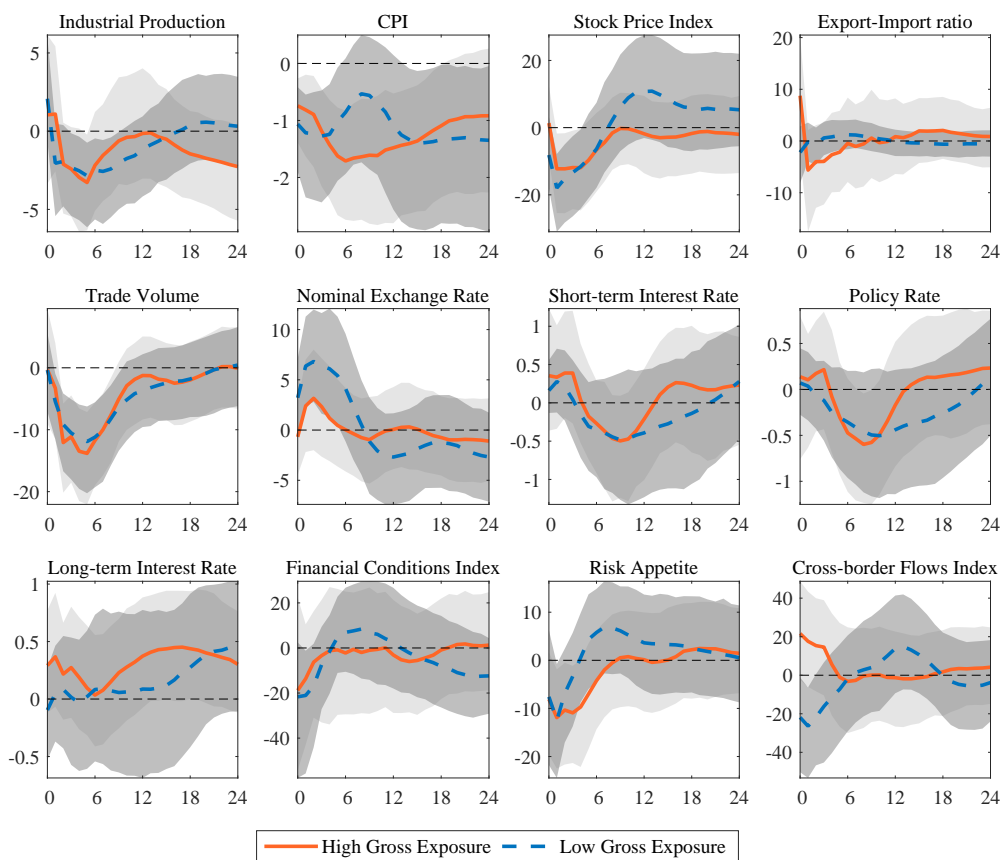 Industrial Production CPI Stock Price Index Export-Import ratio
5 0 -5
0 -2
20 0 -20
20 10 0 -10
0 6 12 18 24 0 6 12 18 24 0 6 12 18 24 0 6 12 18 24
Trade Volume Nominal Exchange Rate Short-term Interest Rate Policy Rate
0 -10 -20
10 5 0 -5
1 0.5 0 -0.5 -1
0.5 0 -0.5 -1
0 6 12 18 24 0 6 12 18 24 0 6 12 18 24 0 6 12 18 24
Long-term Interest Rate Financial Conditions Index Risk Appetite Cross-border Flows Index
1 0.5 0 -0.5
20 0 -20 -40
10 0 -10 -20
40 20 0 -20 -40
0 6 12 18 24 0 6 12 18 24 0 6 12 18 24 0 6 12 18 24
High Gross Exposure Low Gross Exposure